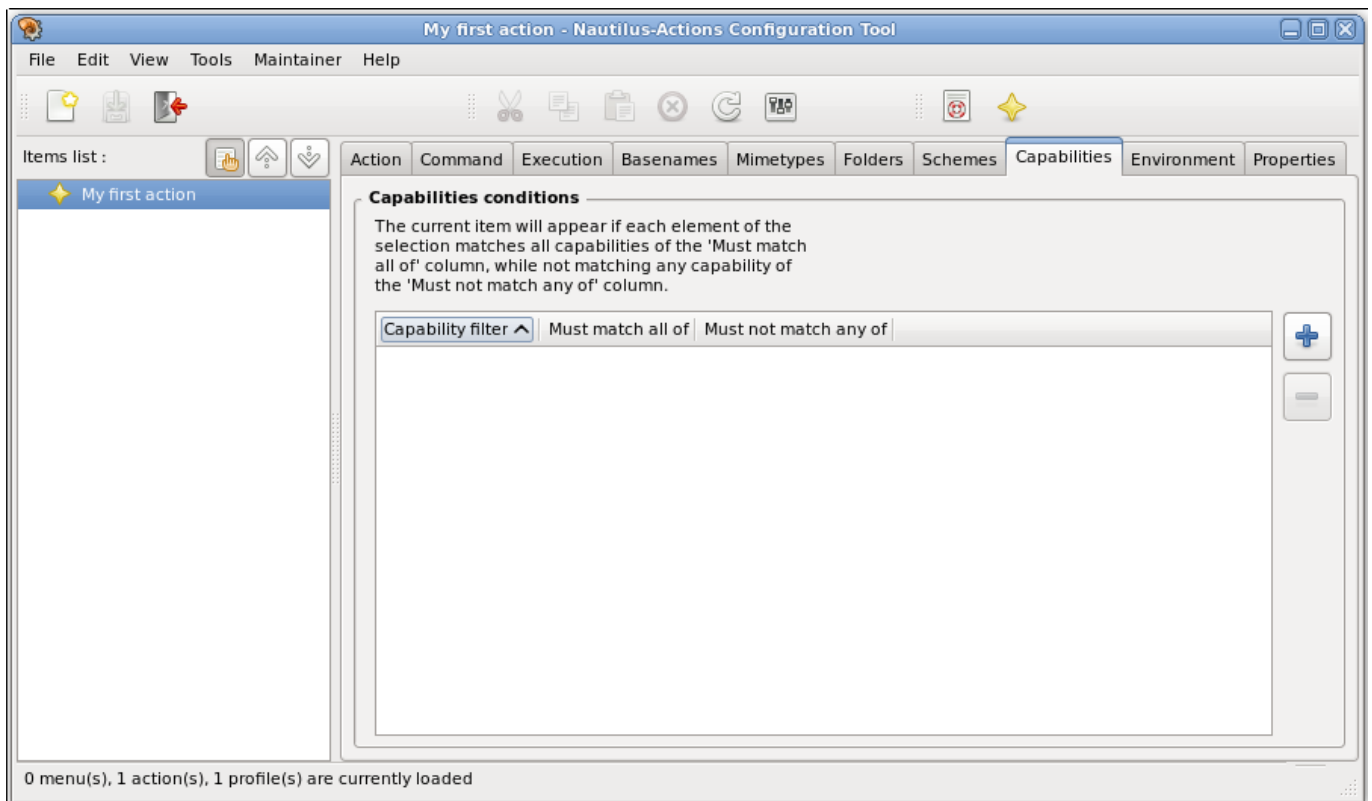 My first action - Nautilus-Actions Configuration Tool
File Edit View Tools Maintainer Help
Items list :
Action Command Execution Basenames Mimetypes Folders Schemes Capabilities Environment Properties
My first action
Capabilities conditions
The current item will appear if each element of the
selection matches all capabilities of the 'Must match
all of' column, while not matching any capability of
the 'Must not match any of' column.
Capability filter Must match all of Must not match any of
0 menu(s), 1 action(s), 1 profile(s) are currently loaded